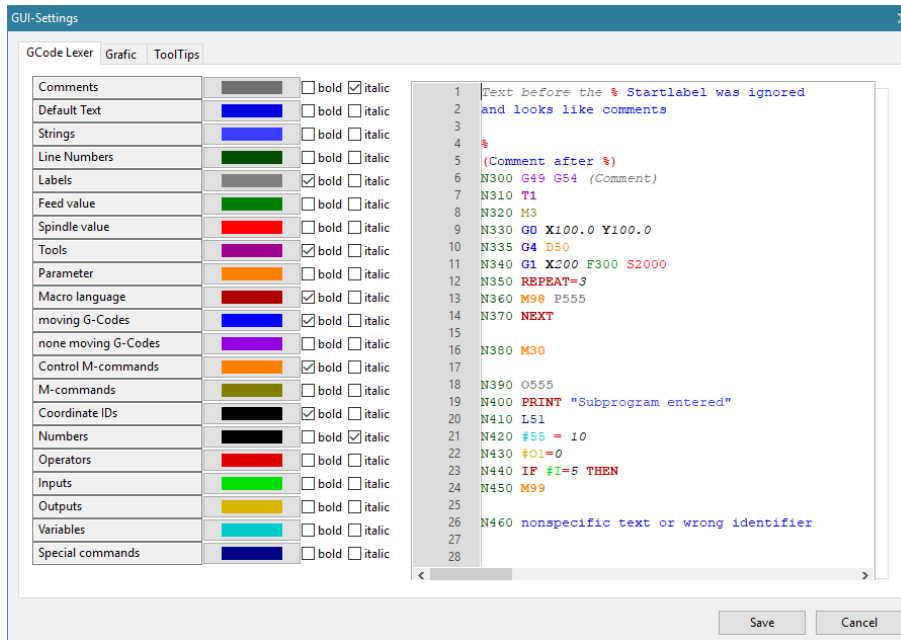 GUI-Settings
GCode Lexer Grafic ToolTips
Comments bold italic
Default Text bold italic
Strings bold italic
Line Numbers bold italic
Labels bold italic
Feed value bold italic
Spindle value bold italic
Tools bold italic
Parameter bold italic
Macro language bold italic
moving G-Codes bold italic
none moving G-Codes bold italic
Control M-commands bold italic
M-commands bold italic
Coordinate IDs bold italic
Numbers bold italic
Operators bold italic
Inputs bold italic
Outputs bold italic
Variables bold italic
Special commands bold italic
1 Text before the % Startlabel was ignored
2 and looks like comments
3
4 %
5 (Comment after %)
6 N300 G49 G54 (Comment)
7 N310 T1
8 N320 M3
9 N330 G0 X100.0 Y100.0
10 N335 G4 D50
11 N340 G1 X200 F300 S2000
12 N350 REPEAT=3
13 N360 M98 P555
14 N370 NEXT
15
16 N380 M30
17
18 N390 O555
19 N400 PRINT "Subprogram entered"
20 N410 L51
21 N420 #55 = 10
22 N430 #O1=0
23 N440 IF #I=5 THEN
24 N450 M99
25
26 N460 nonspecific text or wrong identifier
27
28
Save Cancel